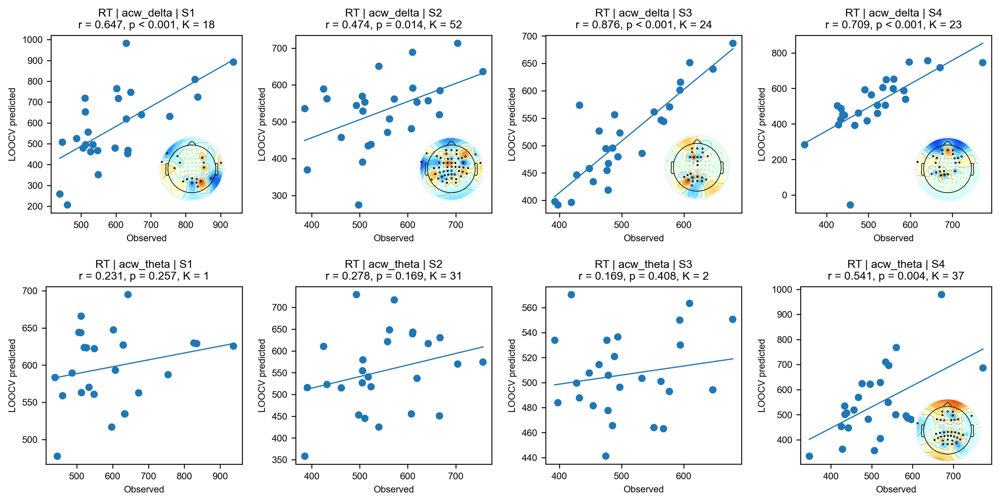 RT | acw_delta | S1
r = 0.647, p < 0.001, K = 18
1000
900
800
700
600
500
400
300
200
LOOCV predicted
500 600 700 800 900
Observed
RT | acw_delta | S2
r = 0.474, p = 0.014, K = 52
700
600
500
400
300
LOOCV predicted
400 500 600 700
Observed
RT | acw_delta | S3
r = 0.876, p < 0.001, K = 24
700
650
600
550
500
450
400
LOOCV predicted
400 500 600
Observed
RT | acw_delta | S4
r = 0.709, p < 0.001, K = 23
800
600
400
200
0
LOOCV predicted
400 500 600 700
Observed
RT | acw_theta | S1
r = 0.231, p = 0.257, K = 1
700
650
600
550
500
LOOCV predicted
500 600 700 800 900
Observed
RT | acw_theta | S2
r = 0.278, p = 0.169, K = 31
700
650
600
550
500
450
400
350
LOOCV predicted
400 500 600 700
Observed
RT | acw_theta | S3
r = 0.169, p = 0.408, K = 2
560
540
520
500
480
460
440
LOOCV predicted
400 500 600
Observed
RT | acw_theta | S4
r = 0.541, p = 0.004, K = 37
1000
900
800
700
600
500
400
LOOCV predicted
400 500 600 700
Observed